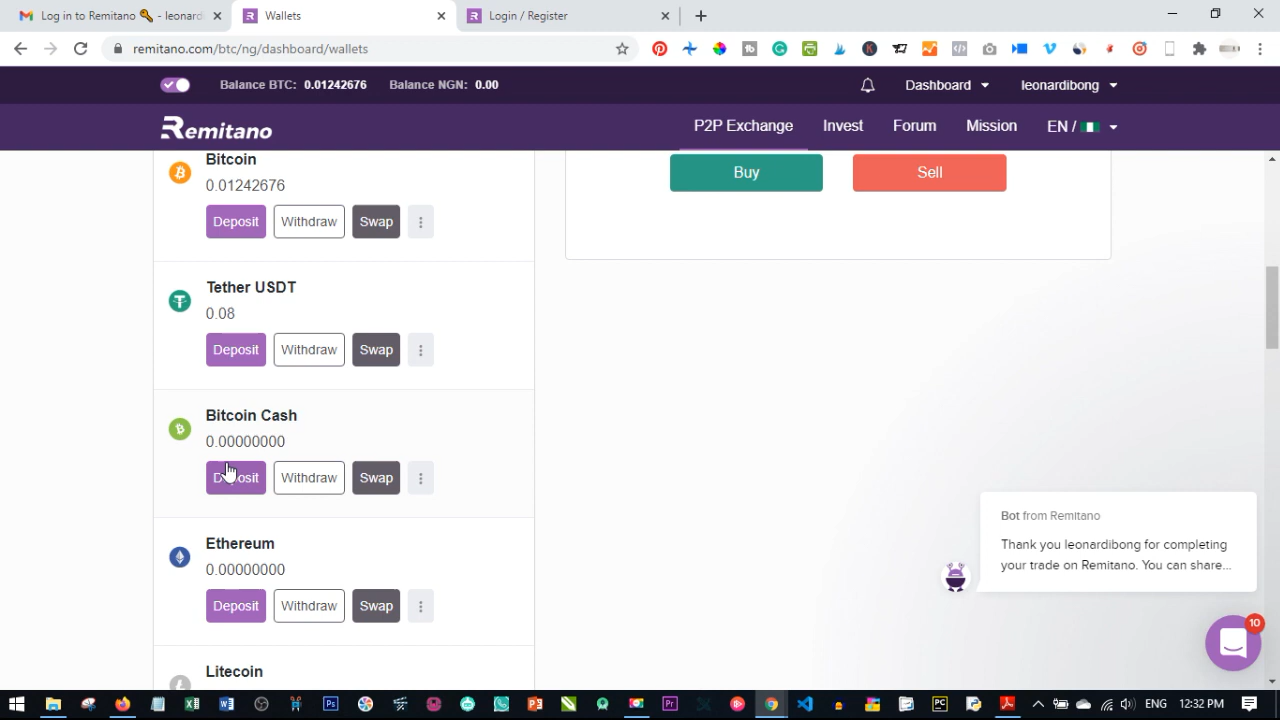 Log in to Remitano 🔑 - leonard
Wallets
Login / Register
remitano.com/btc/ng/dashboard/wallets
Balance BTC: 0.01242676
Balance NGN: 0.00
Dashboard
leonardibong
Remitano
P2P Exchange
Invest
Forum
Mission
EN /
Bitcoin
0.01242676
Deposit
Withdraw
Swap
Buy
Sell
Tether USDT
0.08
Deposit
Withdraw
Swap
Bitcoin Cash
0.00000000
Deposit
Withdraw
Swap
Ethereum
0.00000000
Deposit
Withdraw
Swap
Litecoin
Bot from Remitano
Thank you leonardibong for completing
your trade on Remitano. You can share...
10
ENG
12:32 PM